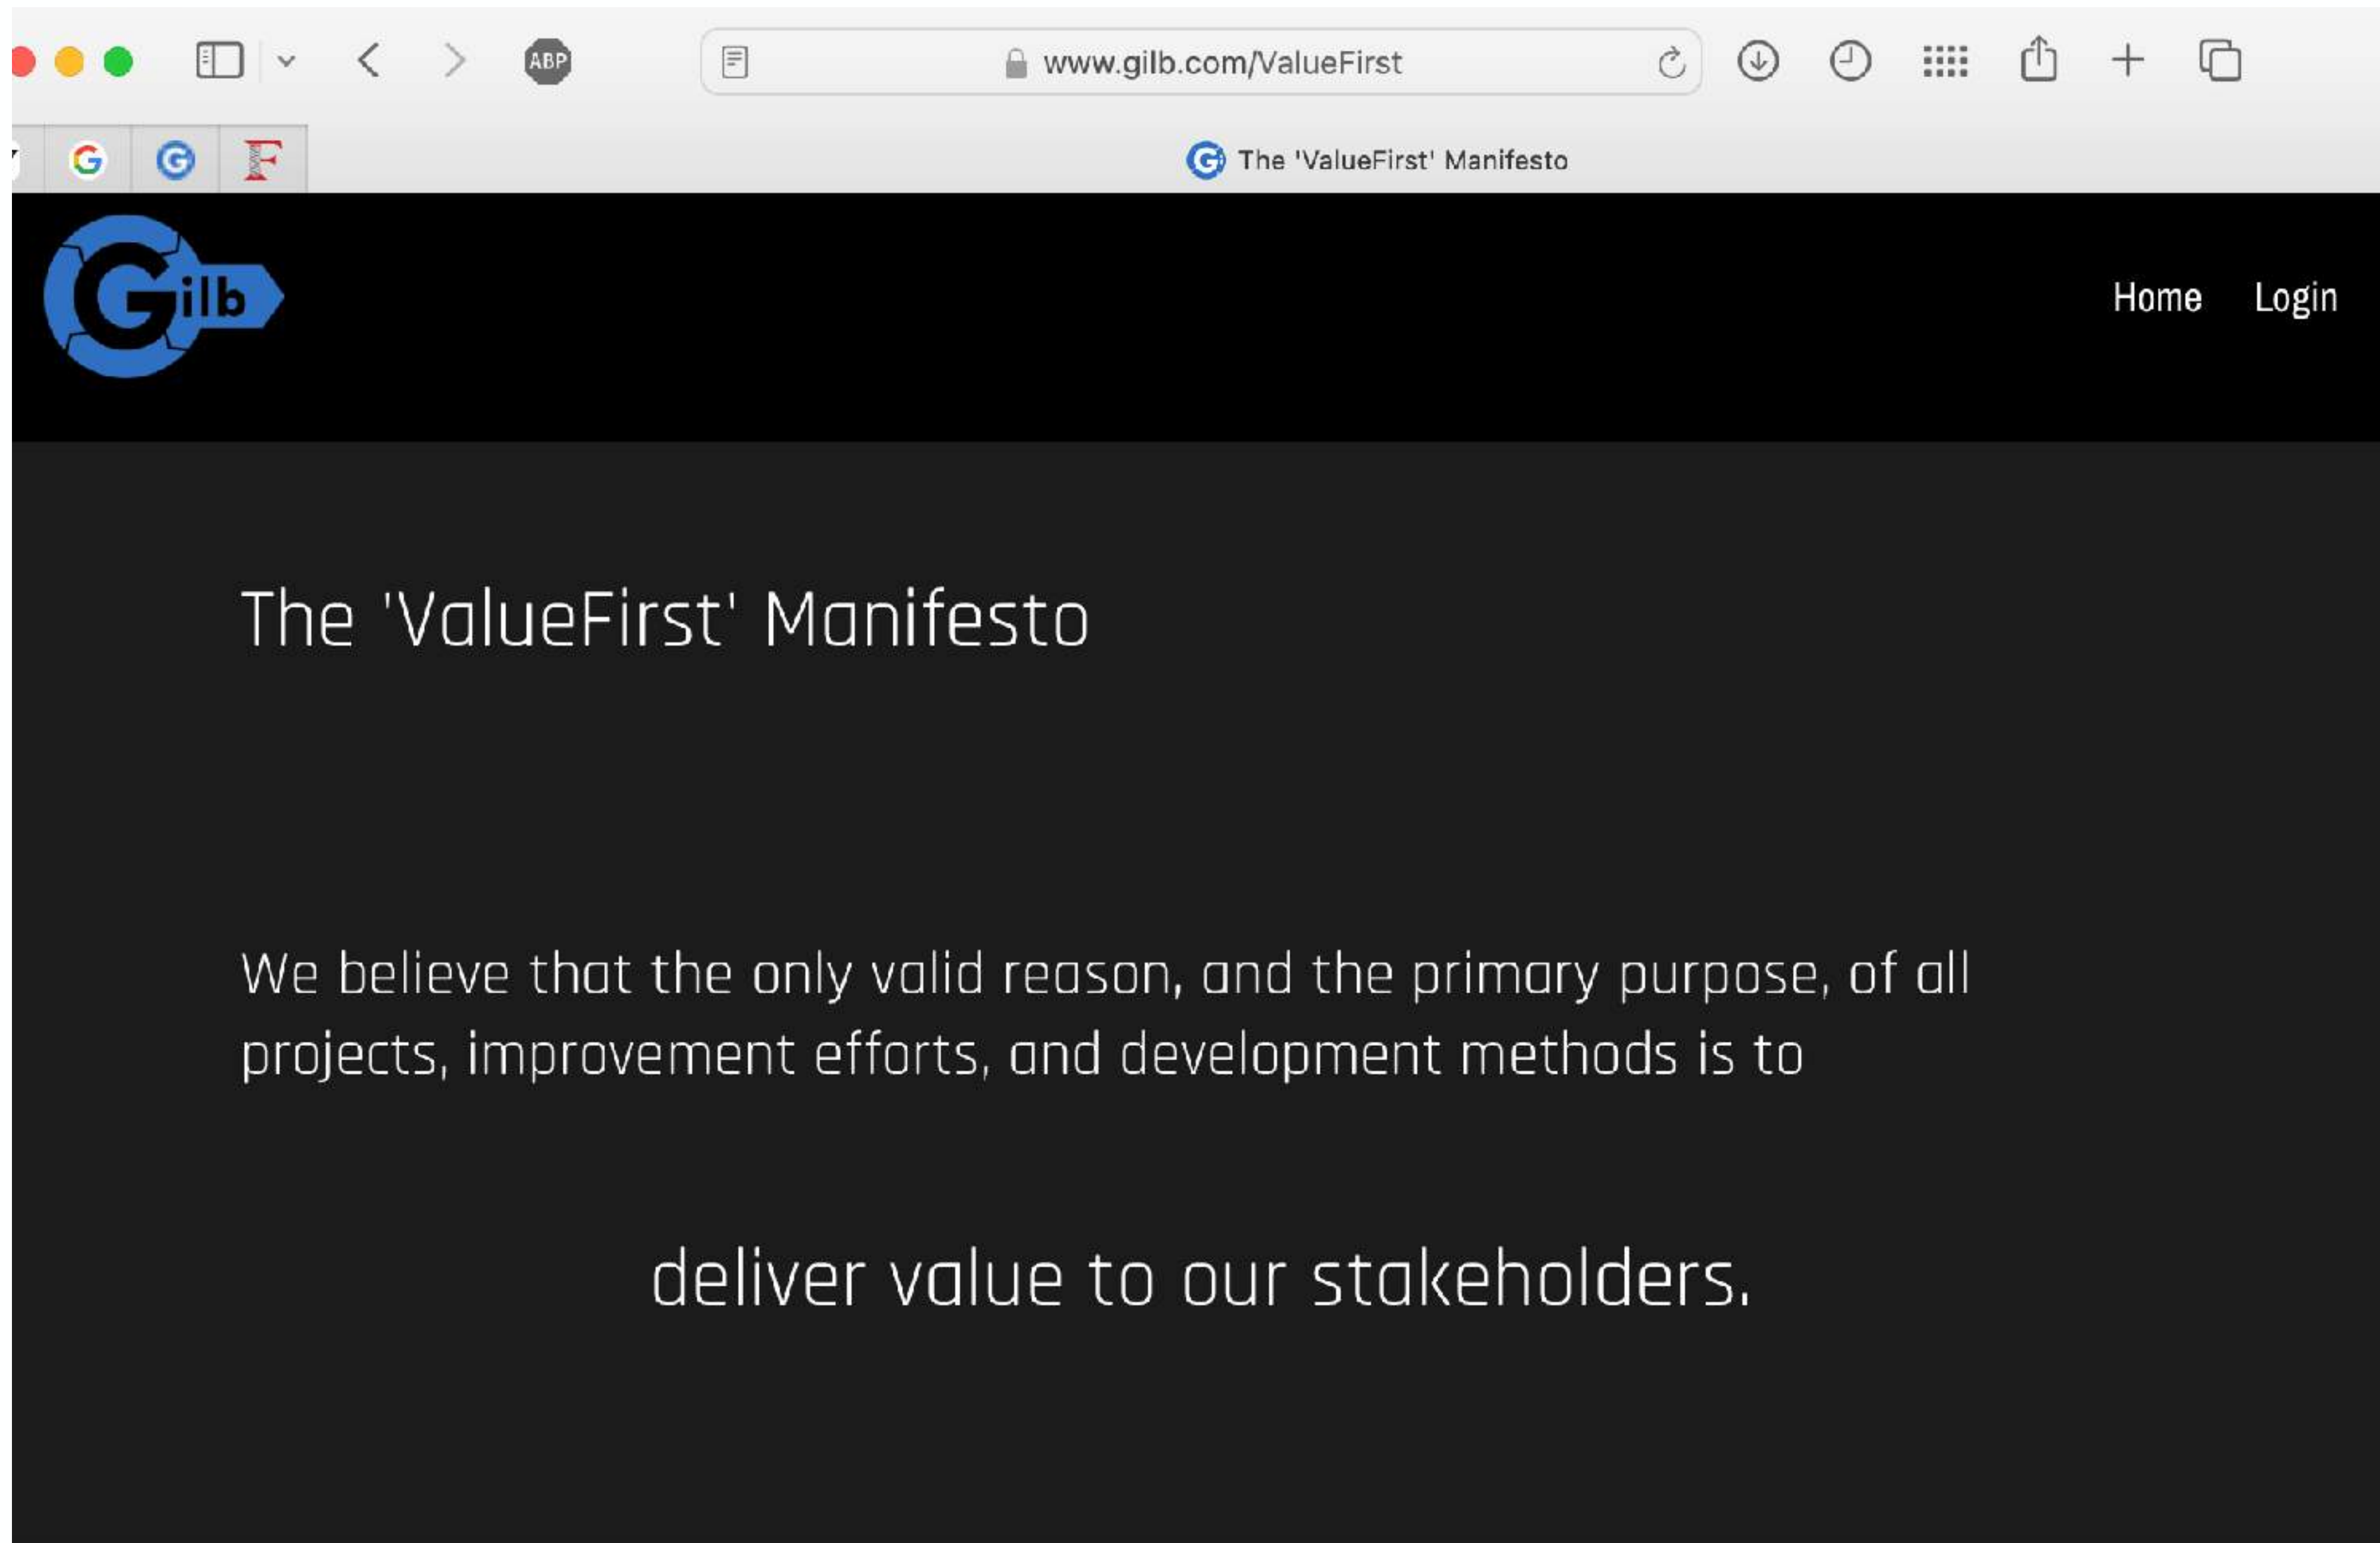 ABP
www.gilb.com/ValueFirst
G G F
G The 'ValueFirst' Manifesto
Gilb
Home Login
The 'ValueFirst' Manifesto
We believe that the only valid reason, and the primary purpose, of all
projects, improvement efforts, and development methods is to
deliver value to our stakeholders.